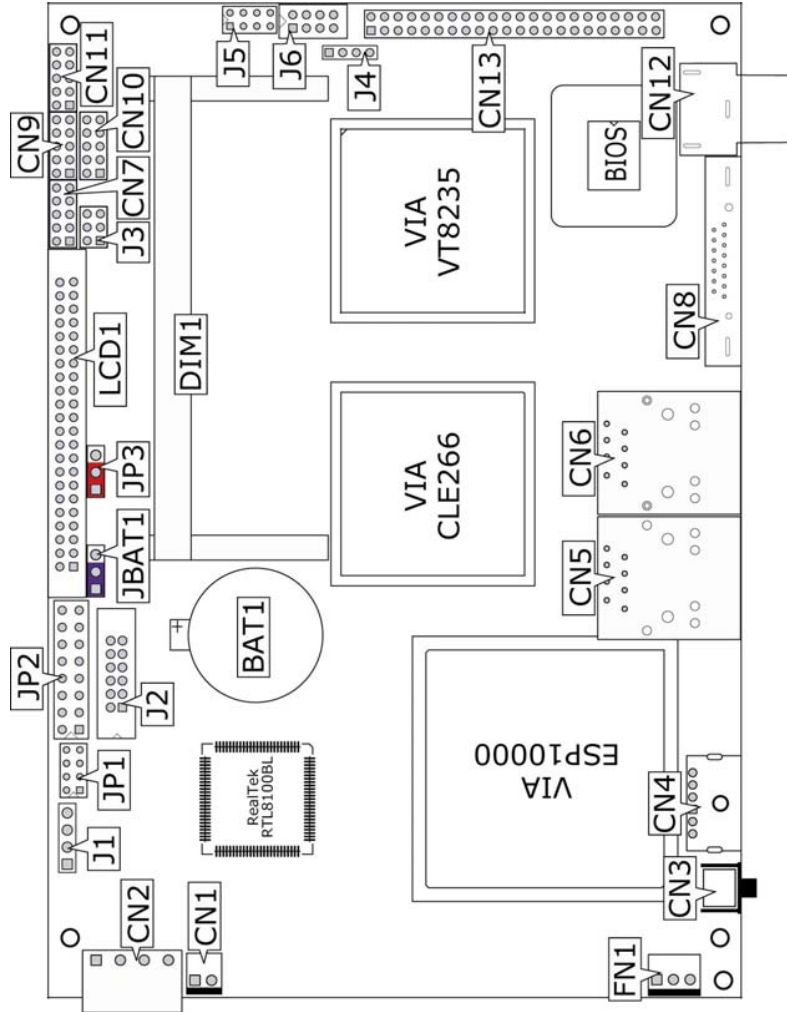 J5
J6
J4
CN13
CN11
CN9
CN10
CN7
J3
CN12
BIOS
VIA
VT8235
LCD1
DIM1
CN8
JP3
VIA
CLE266
CN6
JBAT1
CN5
BAT1
+
JP2
J2
JP1
RealTek
RTL8100BL
VIA
ESP10000
J1
CN4
CN3
CN2
CN1
FN1